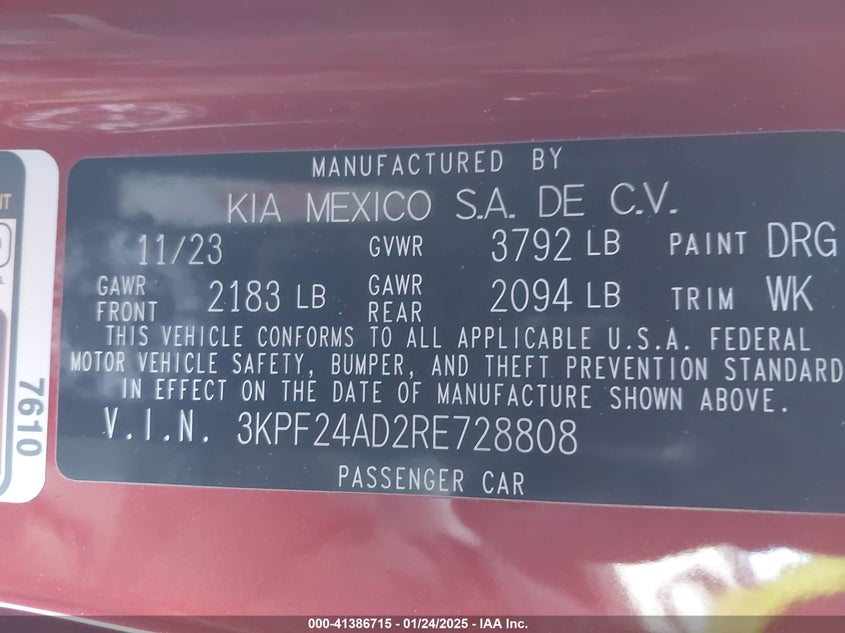 MANUFACTURED BY
KIA MEXICO S.A. DE C.V.
11/23 GVWR 3792 LB PAINT DRG
GAWR FRONT 2183 LB GAWR REAR 2094 LB TRIM WK
THIS VEHICLE CONFORMS TO ALL APPLICABLE U.S.A. FEDERAL
MOTOR VEHICLE SAFETY, BUMPER, AND THEFT PREVENTION STANDARD
IN EFFECT ON THE DATE OF MANUFACTURE SHOWN ABOVE.
V.I.N. 3KPF24AD2RE728808
PASSENGER CAR
7610
000-41386715 - 01/24/2025 - IAA Inc.